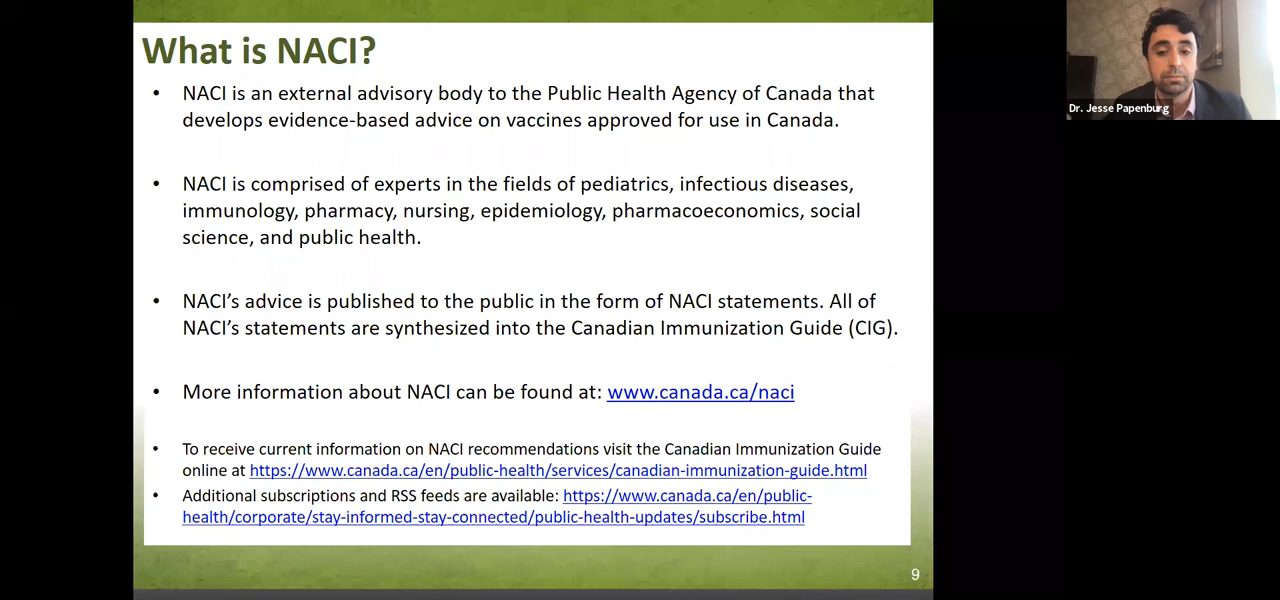 What is NACI?
• NACI is an external advisory body to the Public Health Agency of Canada that
develops evidence-based advice on vaccines approved for use in Canada.
• NACI is comprised of experts in the fields of pediatrics, infectious diseases,
immunology, pharmacy, nursing, epidemiology, pharmacoeconomics, social
science, and public health.
• NACI’s advice is published to the public in the form of NACI statements. All of
NACI’s statements are synthesized into the Canadian Immunization Guide (CIG).
• More information about NACI can be found at: www.canada.ca/naci
• To receive current information on NACI recommendations visit the Canadian Immunization Guide
online at https://www.canada.ca/en/public-health/services/canadian-immunization-guide.html
• Additional subscriptions and RSS feeds are available: https://www.canada.ca/en/public-
health/corporate/stay-informed-stay-connected/public-health-updates/subscribe.html
9
Dr. Jesse Papenburg